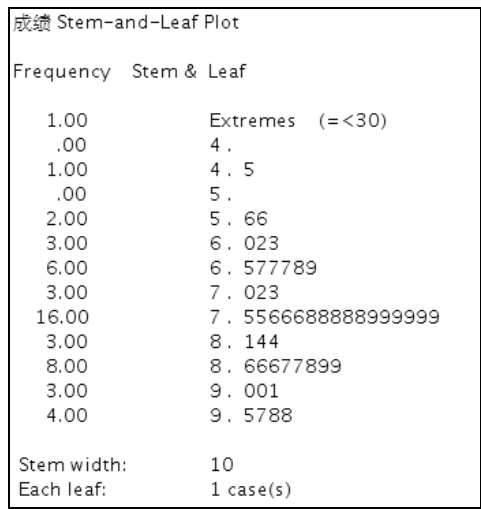 成绩 Stem-and-Leaf Plot
Frequency Stem & Leaf
1.00 Extremes (=<30)
.00 4 .
1.00 4 . 5
.00 5 .
2.00 5 . 66
3.00 6 . 023
6.00 6 . 577789
3.00 7 . 023
16.00 7 . 5566688888999999
3.00 8 . 144
8.00 8 . 66677899
3.00 9 . 001
4.00 9 . 5788
Stem width: 10
Each leaf: 1 case(s)